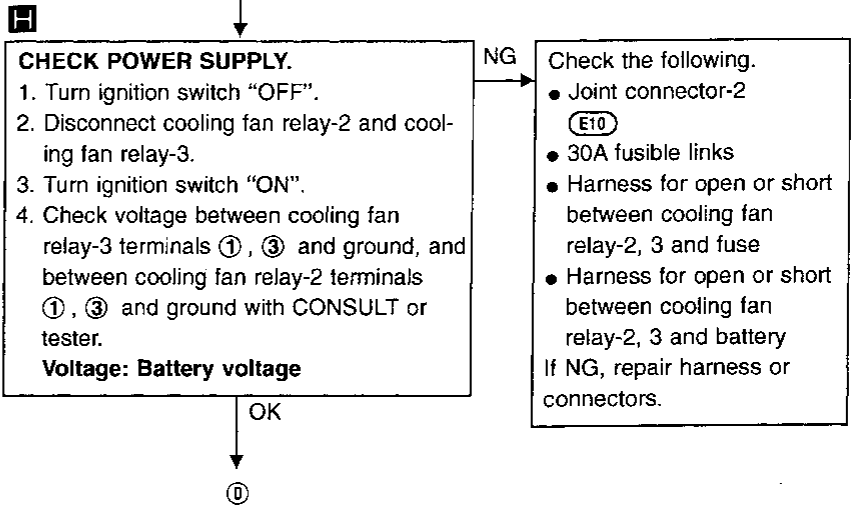 H
CHECK POWER SUPPLY.
1. Turn ignition switch “OFF”.
2. Disconnect cooling fan relay-2 and cool-
ing fan relay-3.
3. Turn ignition switch “ON”.
4. Check voltage between cooling fan
relay-3 terminals ①, ③ and ground, and
between cooling fan relay-2 terminals
①, ③ and ground with CONSULT or
tester.
Voltage: Battery voltage
NG
Check the following.
● Joint connector-2
E10
● 30A fusible links
● Harness for open or short
between cooling fan
relay-2, 3 and fuse
● Harness for open or short
between cooling fan
relay-2, 3 and battery
If NG, repair harness or
connectors.
OK
Ⓓ